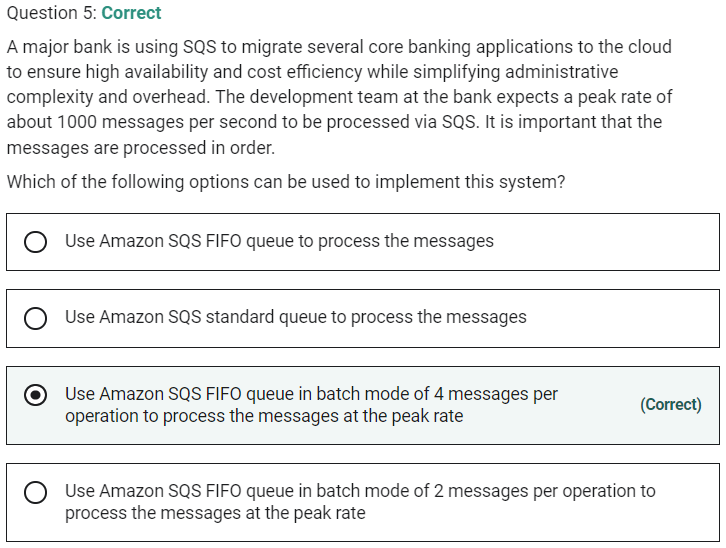 Question 5: Correct
A major bank is using SQS to migrate several core banking applications to the cloud
to ensure high availability and cost efficiency while simplifying administrative
complexity and overhead. The development team at the bank expects a peak rate of
about 1000 messages per second to be processed via SQS. It is important that the
messages are processed in order.
Which of the following options can be used to implement this system?
Use Amazon SQS FIFO queue to process the messages
Use Amazon SQS standard queue to process the messages
Use Amazon SQS FIFO queue in batch mode of 4 messages per
operation to process the messages at the peak rate
(Correct)
Use Amazon SQS FIFO queue in batch mode of 2 messages per operation to
process the messages at the peak rate